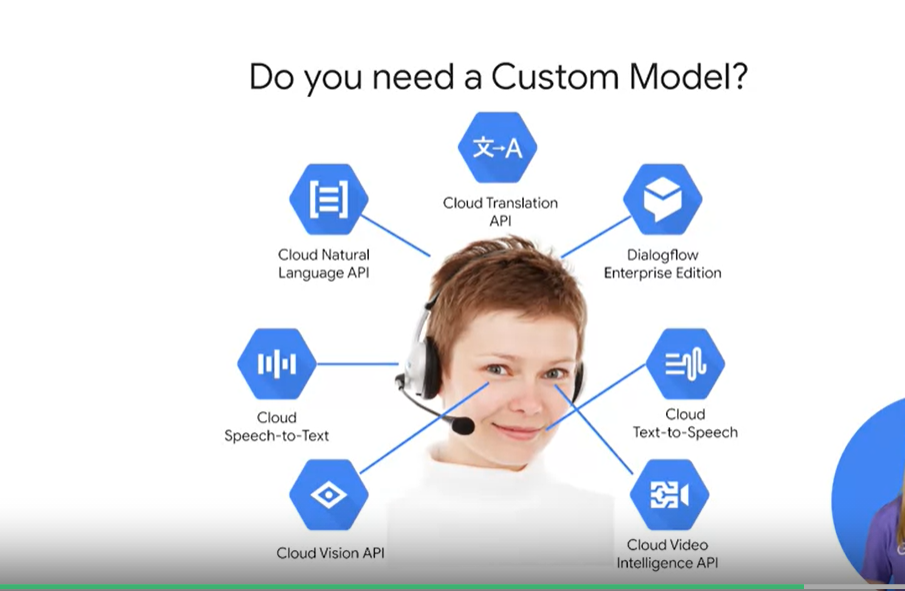 Do you need a Custom Model?
文→A
Cloud Translation
API
Cloud Natural
Language API
Dialogflow
Enterprise Edition
Cloud
Speech-to-Text
Cloud
Text-to-Speech
Cloud Vision API
Cloud Video
Intelligence API